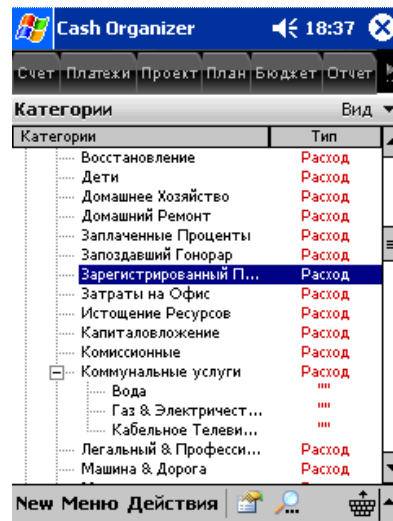 Cash Organizer 18:37
Счет Платежи Проект План Бюджет Отчет
Категории Вид
Категории Тип
Восстановление Расход
Дети Расход
Домашнее Хозяйство Расход
Домашний Ремонт Расход
Заплаченные Проценты Расход
Запоздавший Гонорар Расход
Зарегистрированный П... Расход
Затраты на Офис Расход
Истощение Ресурсов Расход
Капиталовложение Расход
Комиссионные Расход
Коммунальные услуги Расход
Вода ""
Газ & Электричест... ""
Кабельное Телеви... ""
Легальный & Професси... Расход
Машина & Дорога Расход
New Меню Действия